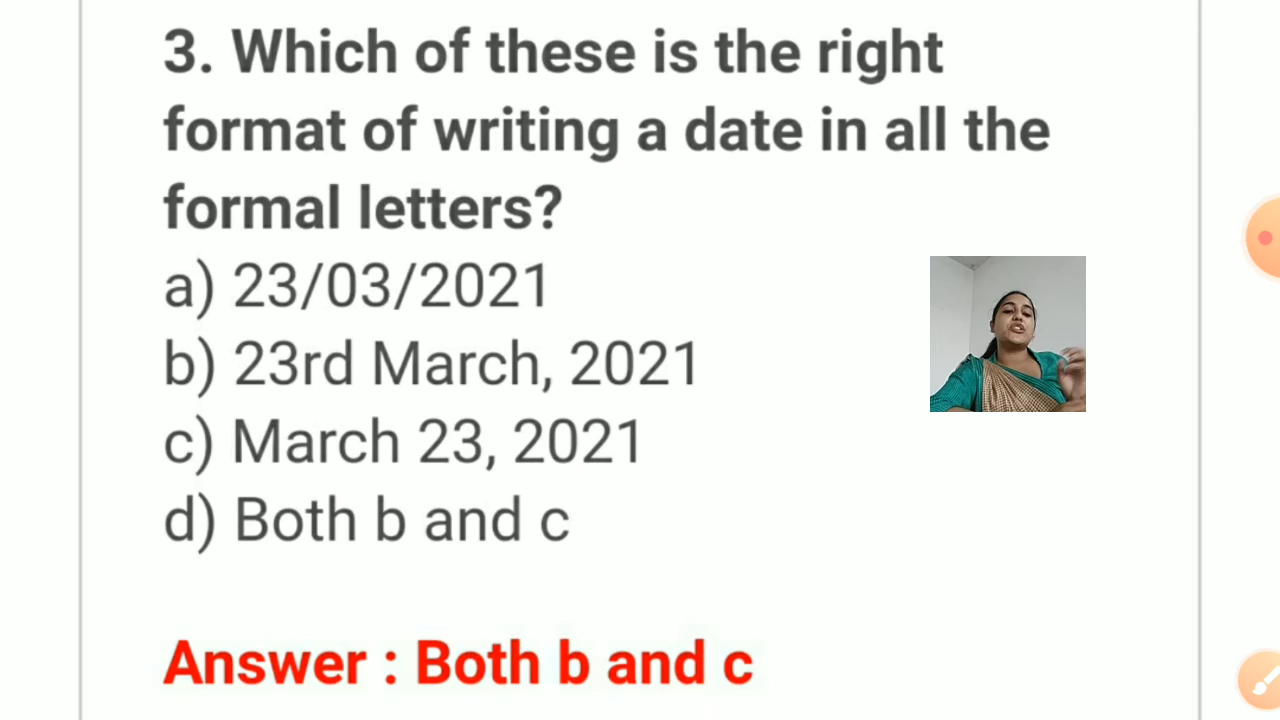 3. Which of these is the right
format of writing a date in all the
formal letters?
a) 23/03/2021
b) 23rd March, 2021
c) March 23, 2021
d) Both b and c
Answer : Both b and c